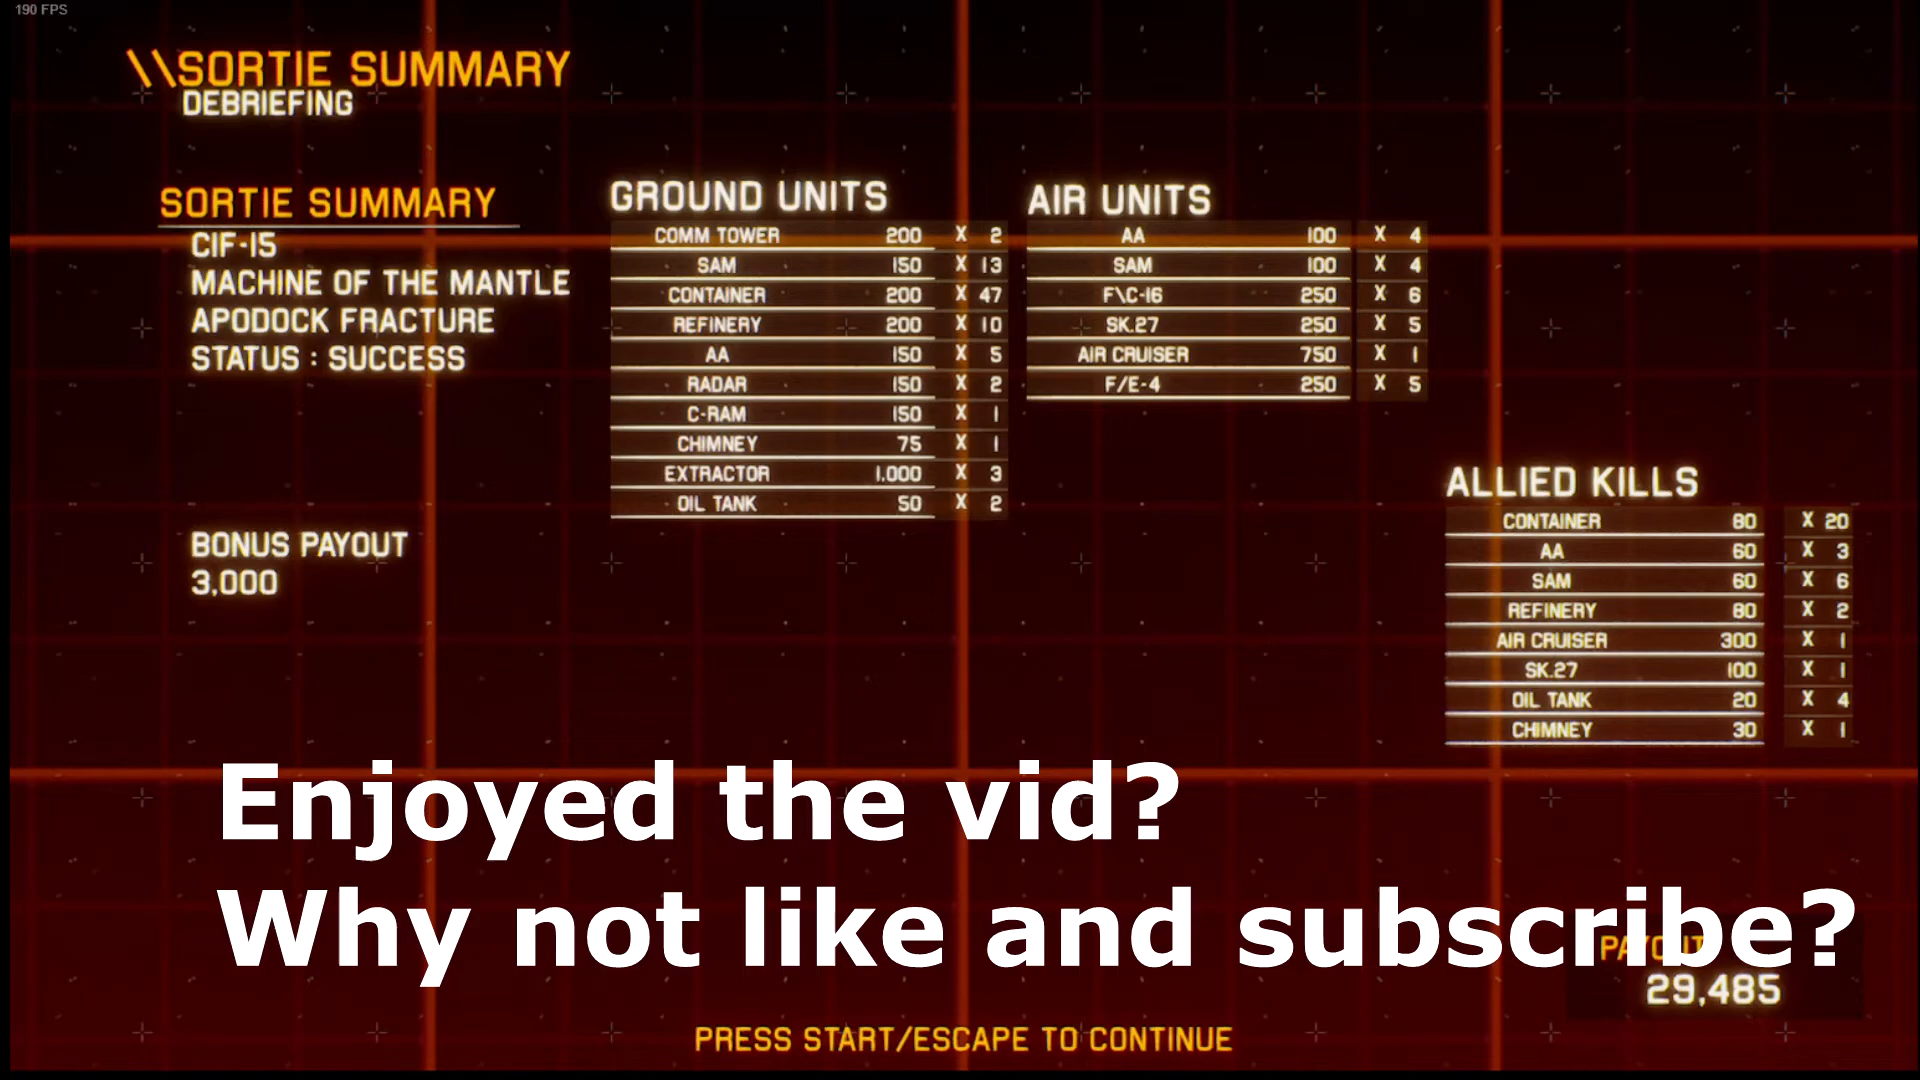 190 FPS
\\SORTIE SUMMARY
DEBRIEFING
SORTIE SUMMARY
CIF-15
MACHINE OF THE MANTLE
APODOCK FRACTURE
STATUS : SUCCESS
BONUS PAYOUT
3,000
GROUND UNITS
COMM TOWER 200 X 2
SAM 150 X 13
CONTAINER 200 X 47
REFINERY 200 X 10
AA 150 X 5
RADAR 150 X 2
C-RAM 150 X 1
CHIMNEY 75 X 1
EXTRACTOR 1,000 X 3
OIL TANK 50 X 2
AIR UNITS
AA 100 X 4
SAM 100 X 4
F\C-16 250 X 6
SK.27 250 X 5
AIR CRUISER 750 X 1
F/E-4 250 X 5
ALLIED KILLS
CONTAINER 80 X 20
AA 60 X 3
SAM 60 X 6
REFINERY 80 X 2
AIR CRUISER 300 X 1
SK.27 100 X 1
OIL TANK 20 X 4
CHIMNEY 30 X 1
Enjoyed the vid?
Why not like and subscribe?
PAYOUT
29,485
PRESS START/ESCAPE TO CONTINUE